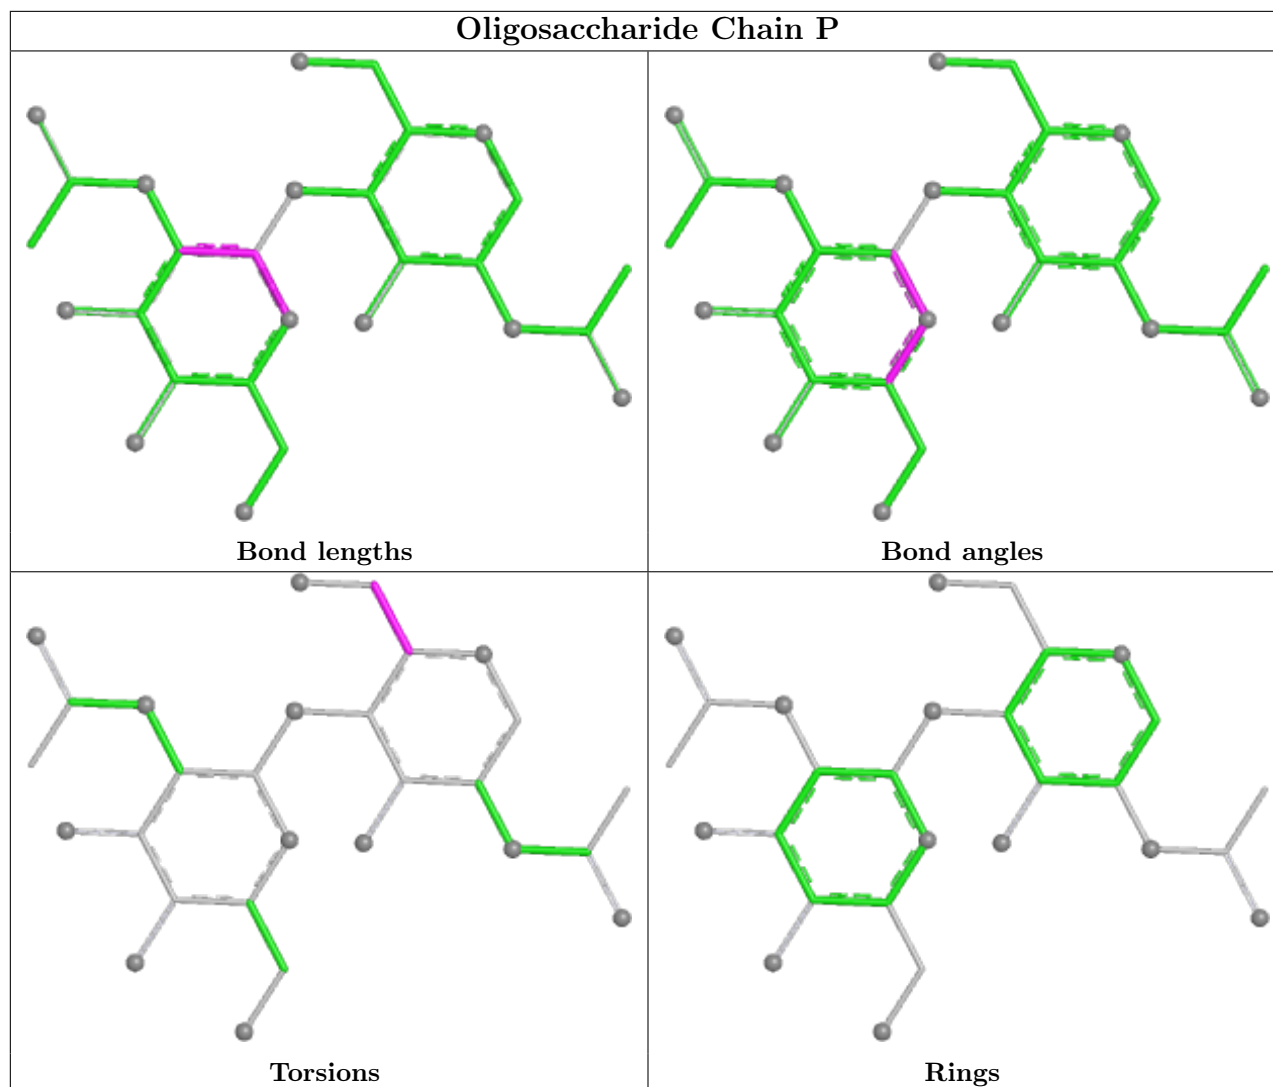 Oligosaccharide Chain P
Bond lengths
Bond angles
Torsions
Rings